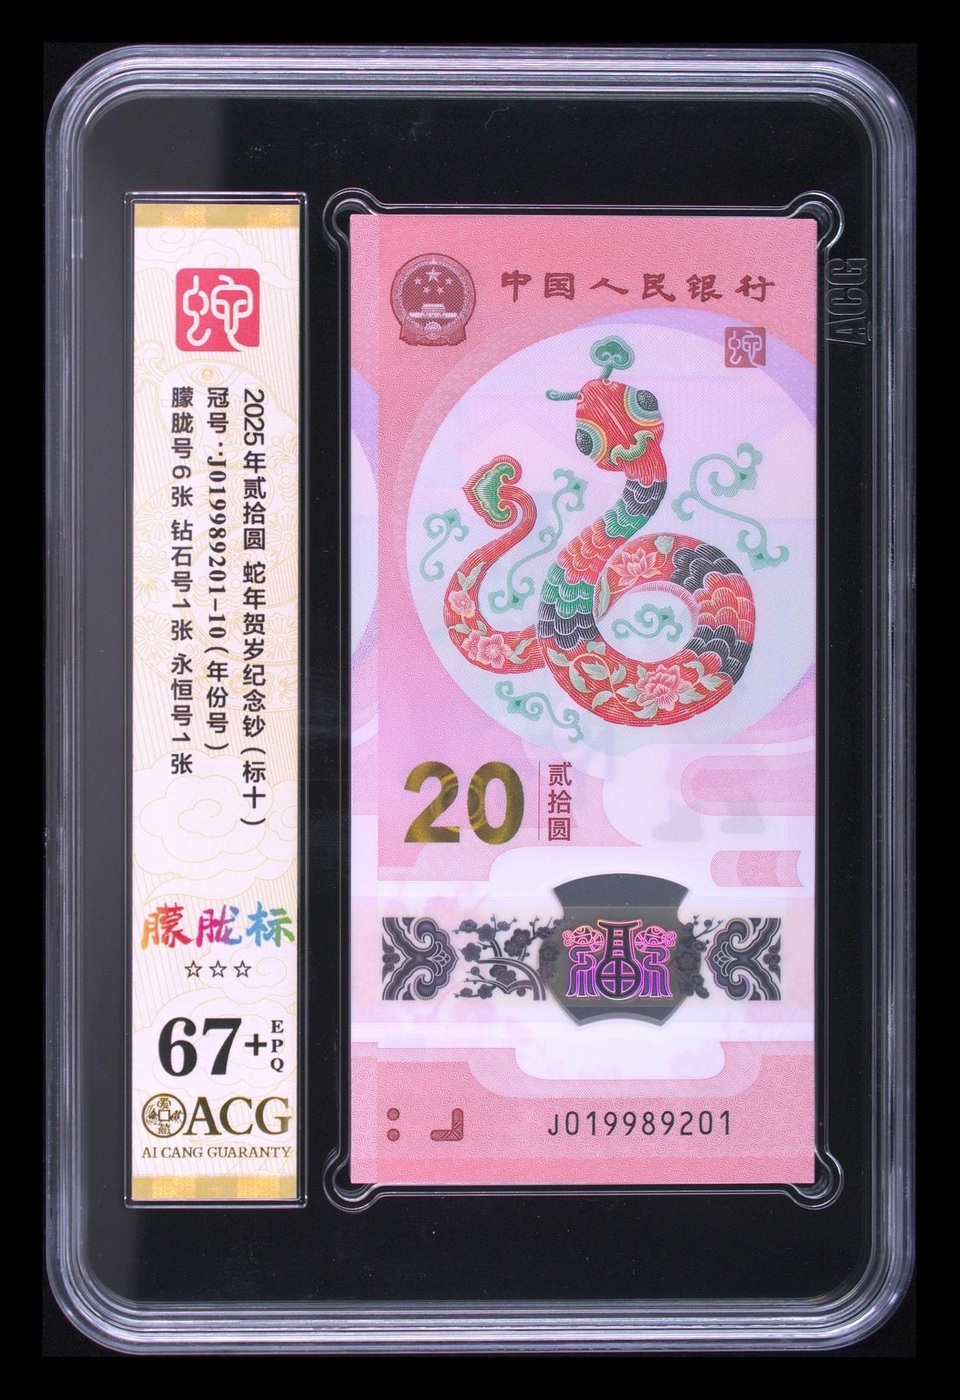 蛇
2025年贰拾圆 蛇年贺岁纪念钞（标十）
冠号：J019989201-10（年份号）
朦胧号6张 钻石号1张 永恒号1张
朦胧标
☆☆☆
67+EPQ
ACG
AI CANG GUARANTY
中国人民银行
蛇
20 贰拾圆
福
J019989201
ACG